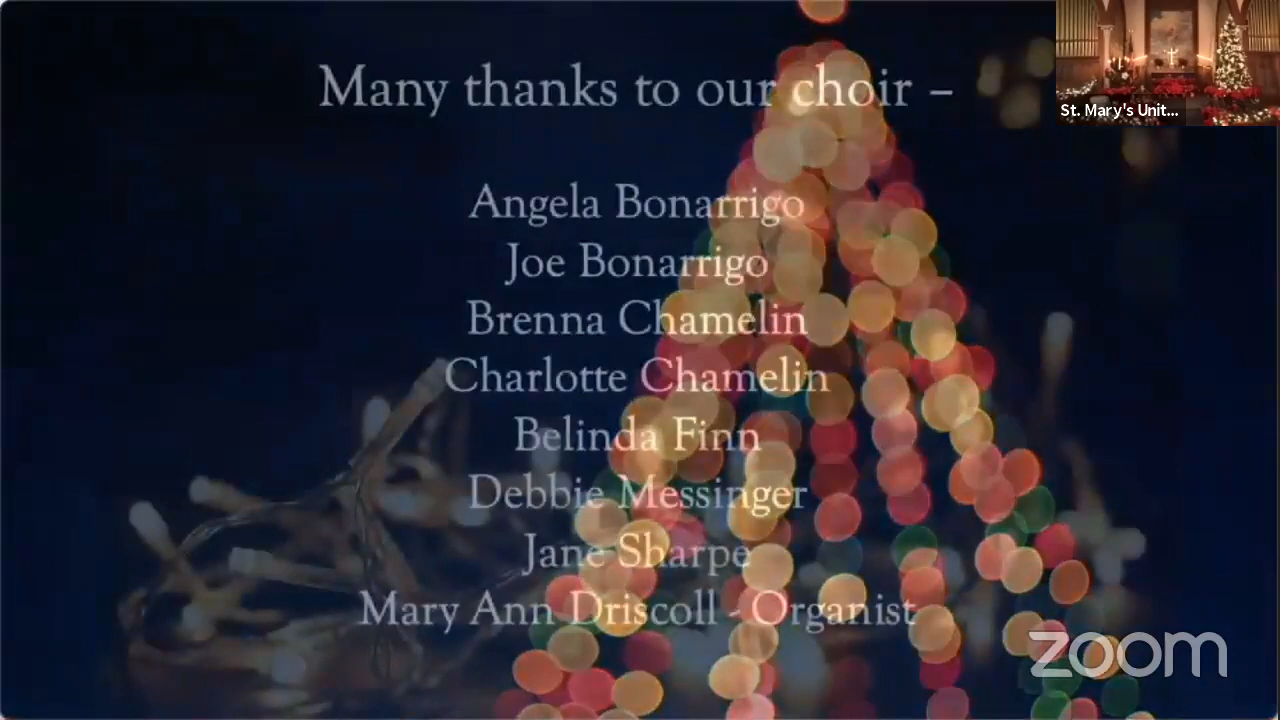 Many thanks to our choir –
St. Mary's Unit...
Angela Bonarrigo
Joe Bonarrigo
Brenna Chamelin
Charlotte Chamelin
Belinda Finn
Debbie Messinger
Jane Sharpe
Mary Ann Driscoll - Organist
zoom